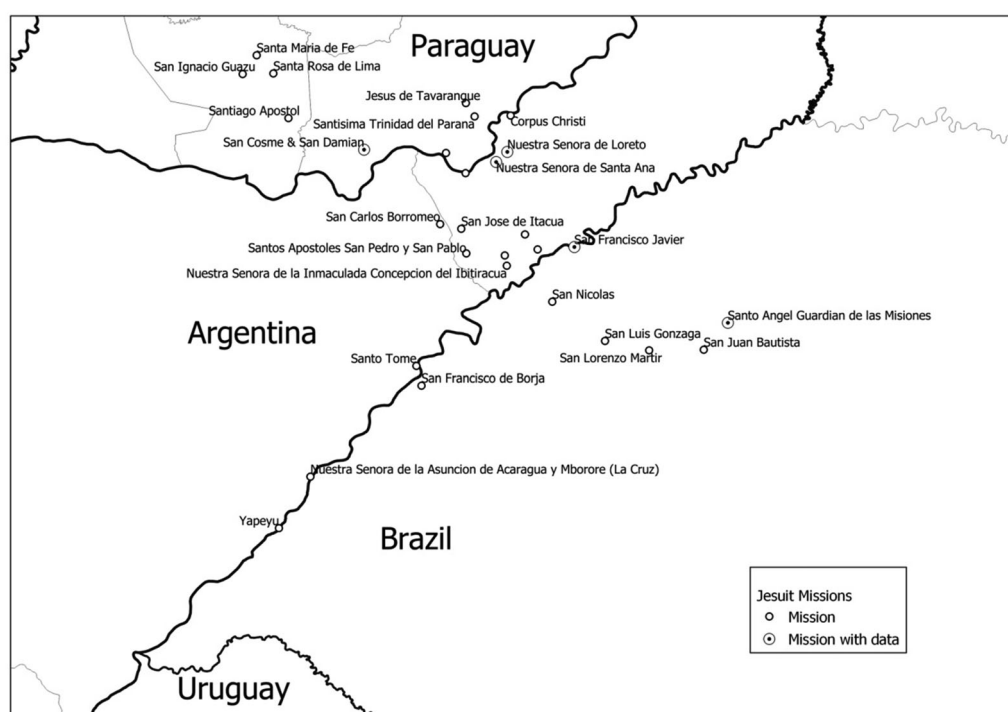 Paraguay
Santa Maria de Fe
San Ignacio Guazu
Santa Rosa de Lima
Jesus de Tavarangue
Santiago Apostol
Santisima Trinidad del Parana
Corpus Christi
San Cosme & San Damian
Nuestra Senora de Loreto
Nuestra Senora de Santa Ana
San Carlos Borromeo
San Jose de Itacua
Santos Apostoles San Pedro y San Pablo
San Francisco Javier
Nuestra Senora de la Inmaculada Concepcion del Ibitiracua
San Nicolas
Argentina
Santo Angel Guardian de las Misiones
San Luis Gonzaga
San Juan Bautista
San Lorenzo Martir
Santo Tome
San Francisco de Borja
Nuestra Senora de la Asuncion de Acaragua y Mborore (La Cruz)
Yapeyu
Brazil
Uruguay
Jesuit Missions
Mission
Mission with data